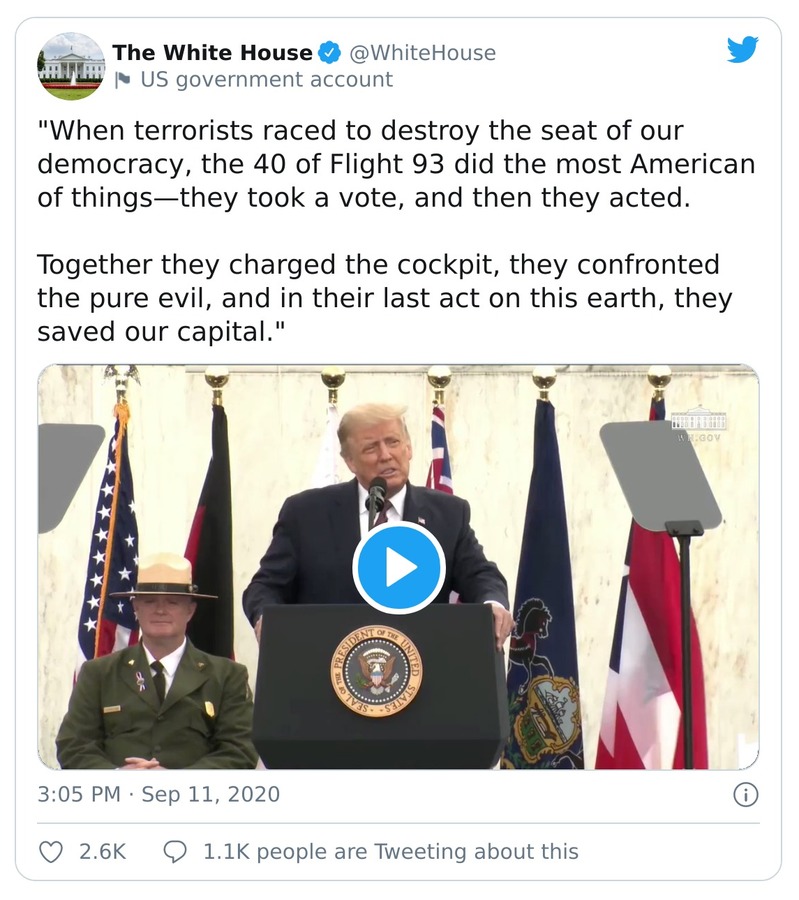 The White House @WhiteHouse
US government account
"When terrorists raced to destroy the seat of our
democracy, the 40 of Flight 93 did the most American
of things—they took a vote, and then they acted.
Together they charged the cockpit, they confronted
the pure evil, and in their last act on this earth, they
saved our capital."
WH.GOV
SEAL OF THE PRESIDENT OF THE UNITED STATES
3:05 PM · Sep 11, 2020
2.6K 1.1K people are Tweeting about this